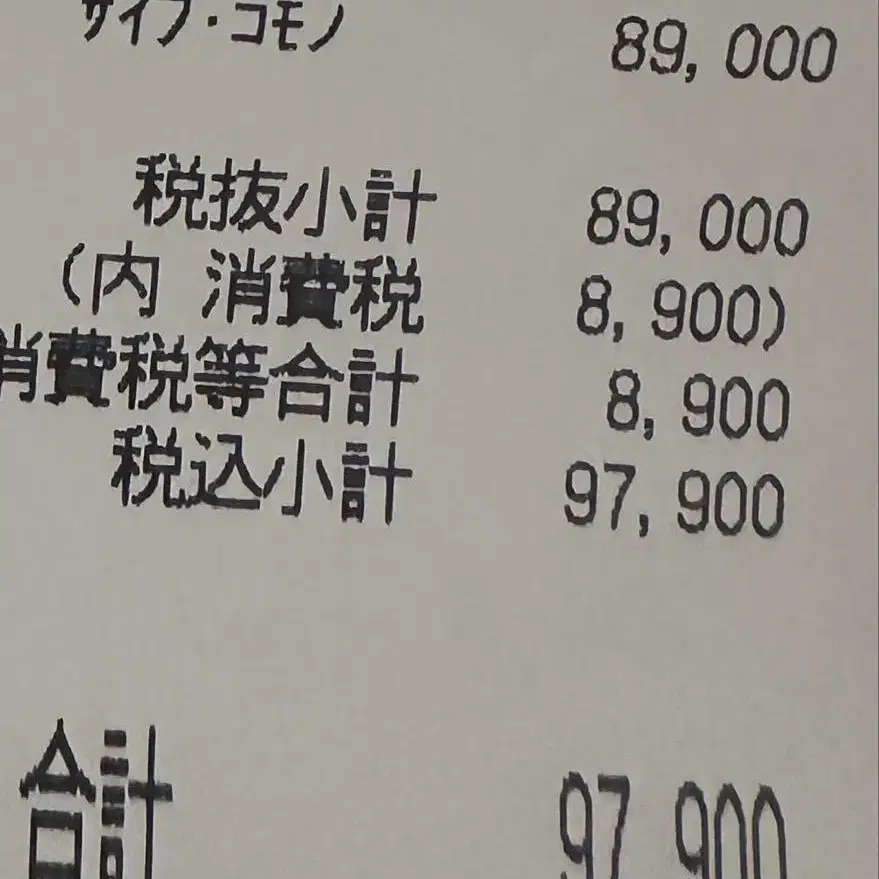 サイフ・コモノ 89,000
税抜小計 89,000
(内 消費税 8,900)
消費税等合計 8,900
税込小計 97,900
合計 97,900